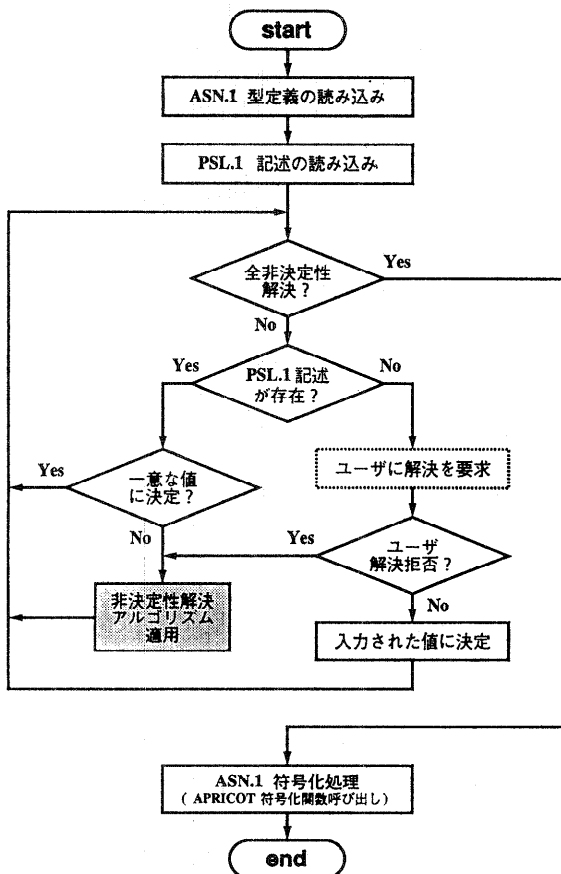 start
ASN.1 型定義の読み込み
PSL.1 記述の読み込み
全非決定性
解決？
Yes
No
PSL.1 記述
が存在？
Yes
No
一意な値
に決定？
Yes
No
ユーザに解決を要求
ユーザ
解決拒否？
Yes
No
非決定性解決
アルゴリズム
適用
入力された値に決定
ASN.1 符号化処理
( APRICOT 符号化関数呼び出し)
end